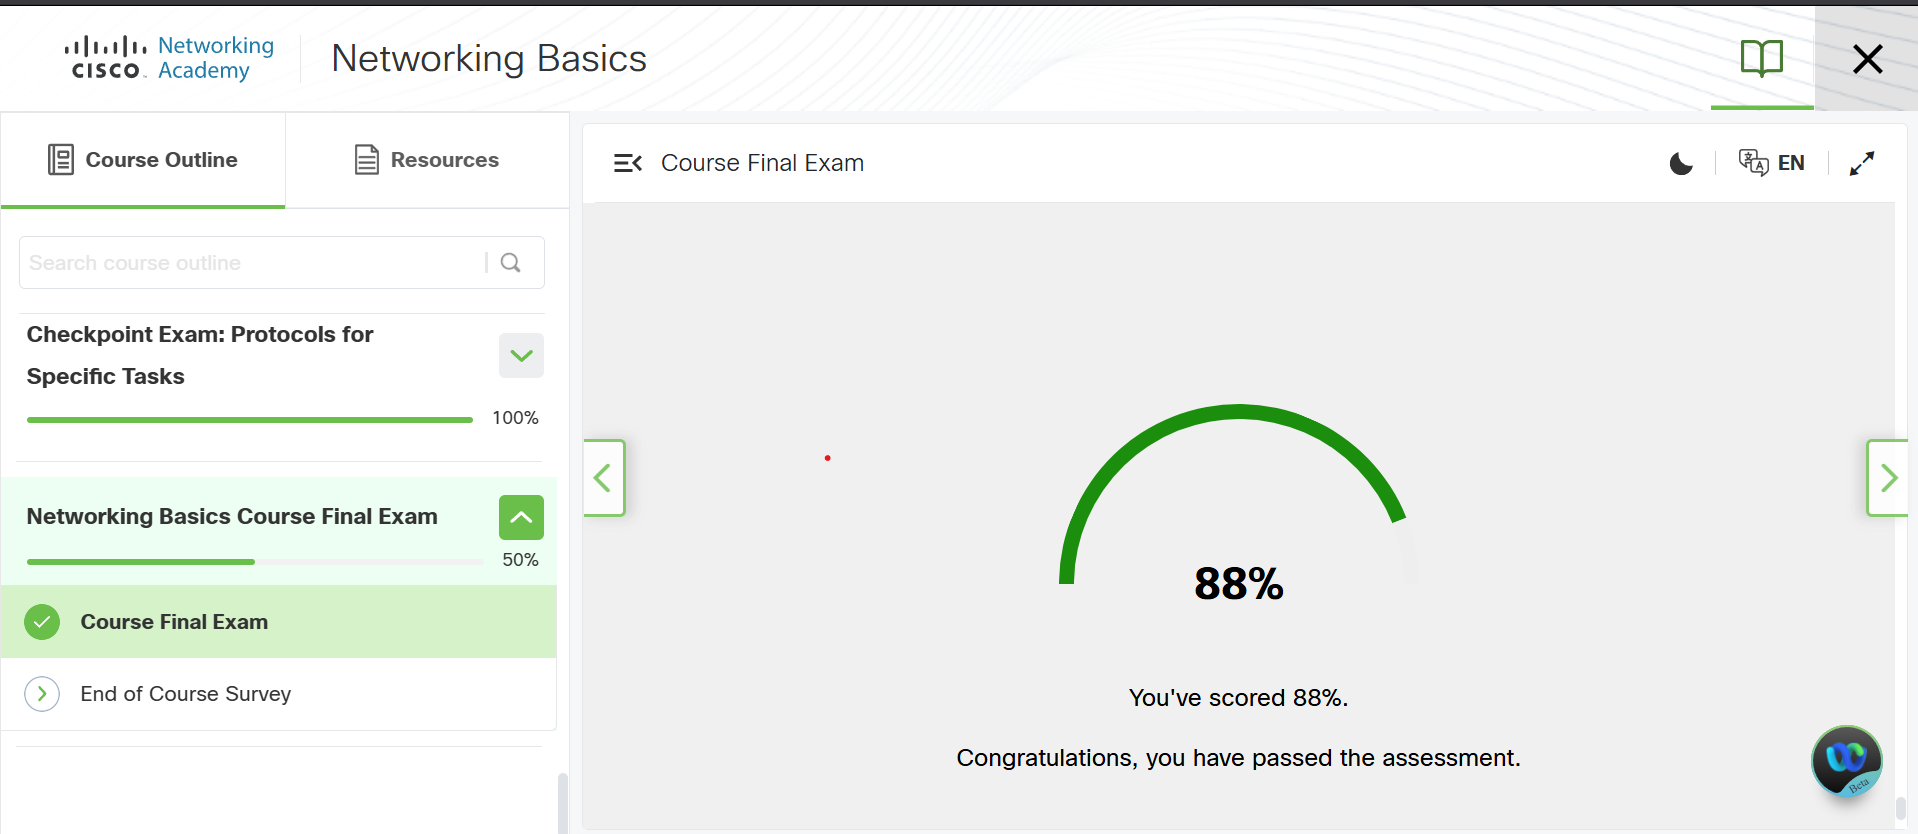 CISCO
Networking
Academy
Networking Basics
Course Outline
Resources
Search course outline
Checkpoint Exam: Protocols for
Specific Tasks
100%
Networking Basics Course Final Exam
50%
Course Final Exam
End of Course Survey
Course Final Exam
EN
88%
You've scored 88%.
Congratulations, you have passed the assessment.
Beta